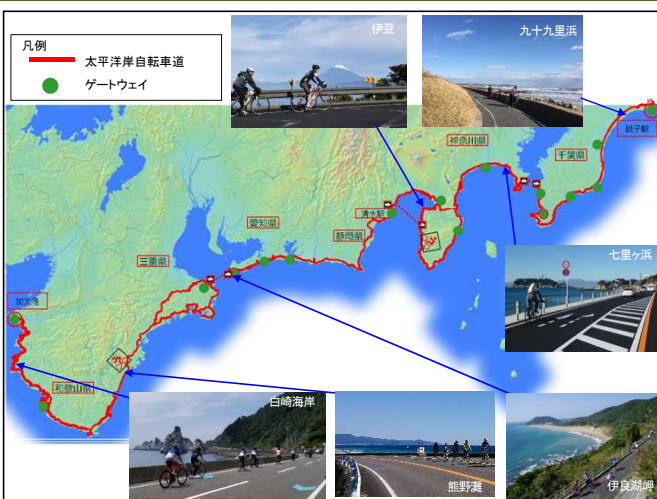 凡例
太平洋岸自転車道
ゲートウェイ
伊豆
九十九里浜
銚子駅
神奈川県
千葉県
愛知県
静岡県
清水駅
三重県
七里ヶ浜
加太港
和歌山県
白崎海岸
熊野灘
伊良湖岬